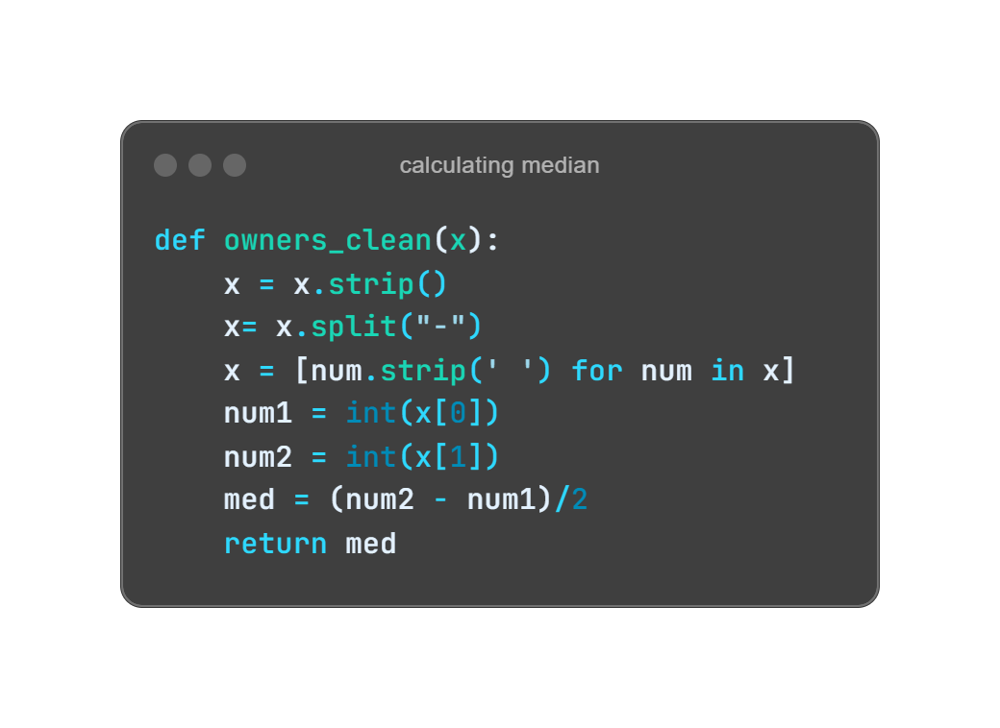 calculating median
def owners_clean(x):
    x = x.strip()
    x= x.split("-")
    x = [num.strip(' ') for num in x]
    num1 = int(x[0])
    num2 = int(x[1])
    med = (num2 - num1)/2
    return med